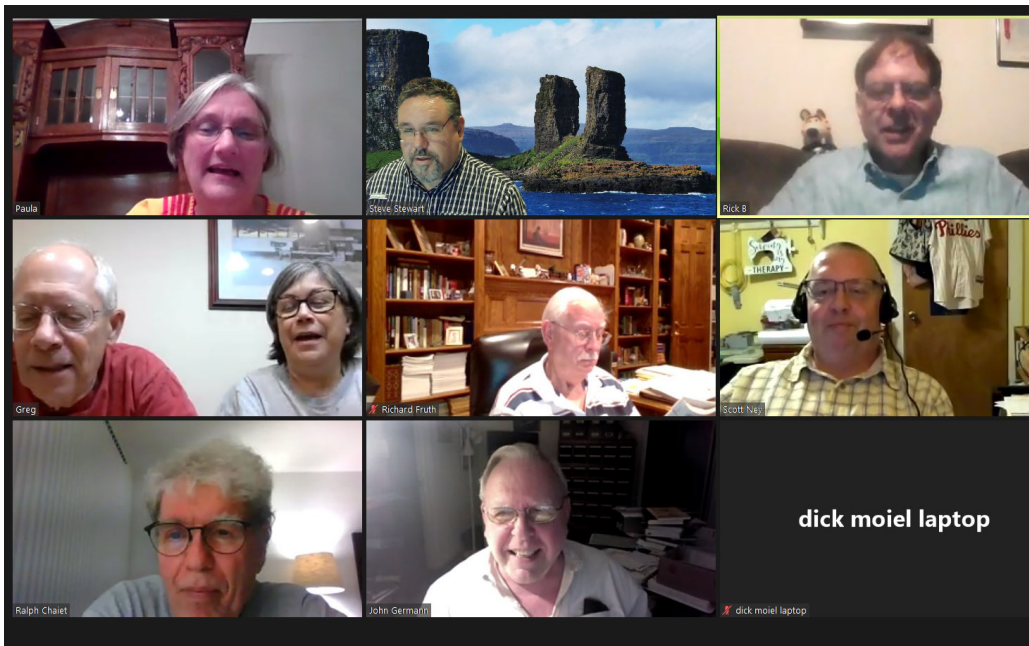 Paula
Steve Stewart
Rick B
Greg
Richard Fruth
Serenity
THERAPY
Phillies
Scott Ney
Ralph Chaiet
John Germann
dick moiel laptop
dick moiel laptop